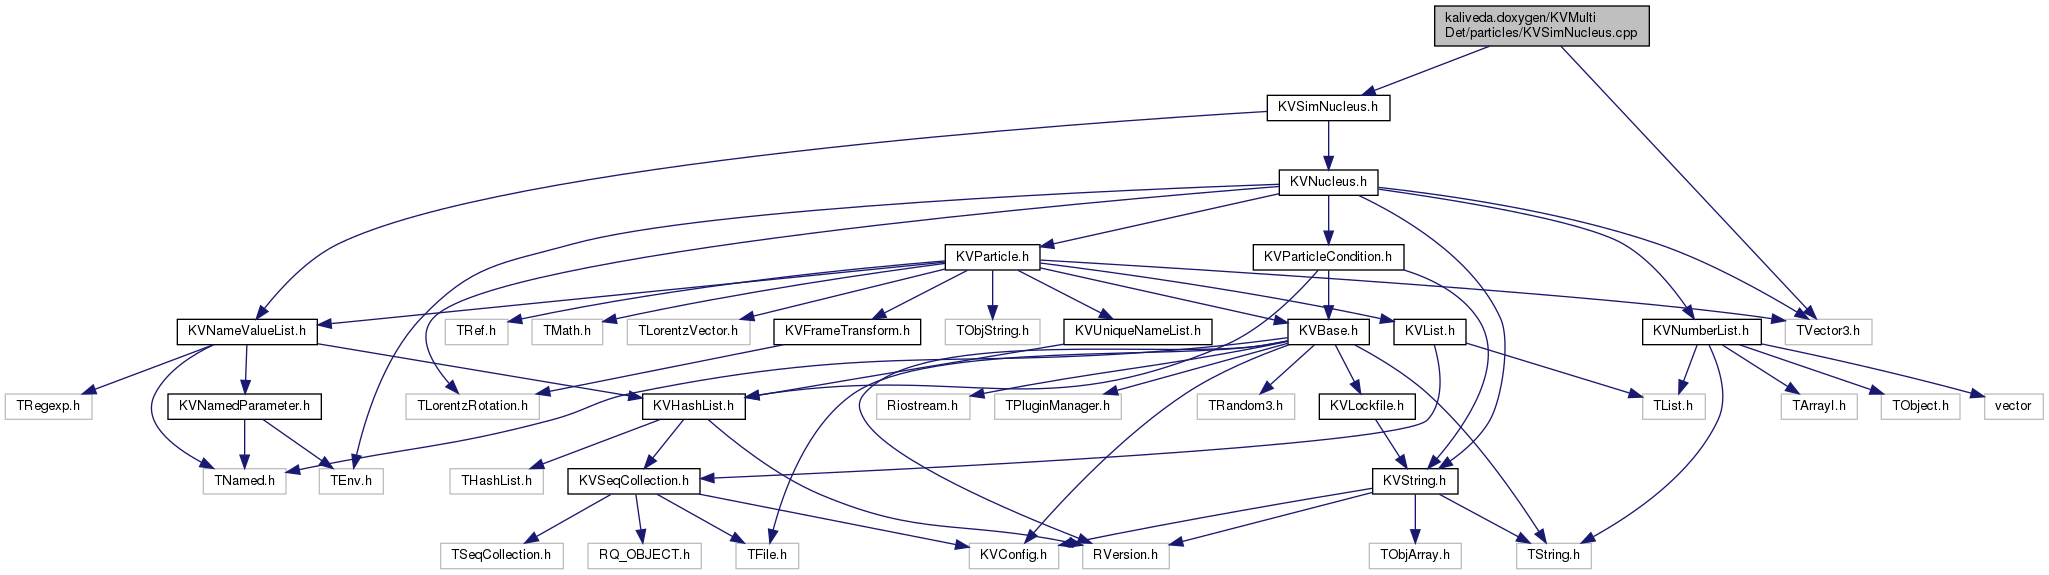 kaliveda.doxygen/KVMulti
Det/particles/KVSimNucleus.cpp
KVSimNucleus.h
KVNucleus.h
KVParticle.h
KVParticleCondition.h
KVNameValueList.h
TRef.h
TMath.h
TLorentzVector.h
KVFrameTransform.h
TObjString.h
KVUniqueNameList.h
KVBase.h
KVList.h
KVNumberList.h
TVector3.h
TRegexp.h
KVNamedParameter.h
TLorentzRotation.h
KVHashList.h
Riostream.h
TPluginManager.h
TRandom3.h
KVLockfile.h
TList.h
TArrayI.h
TObject.h
vector
TNamed.h
TEnv.h
THashList.h
KVSeqCollection.h
KVString.h
TSeqCollection.h
RQ_OBJECT.h
TFile.h
KVConfig.h
RVersion.h
TObjArray.h
TString.h